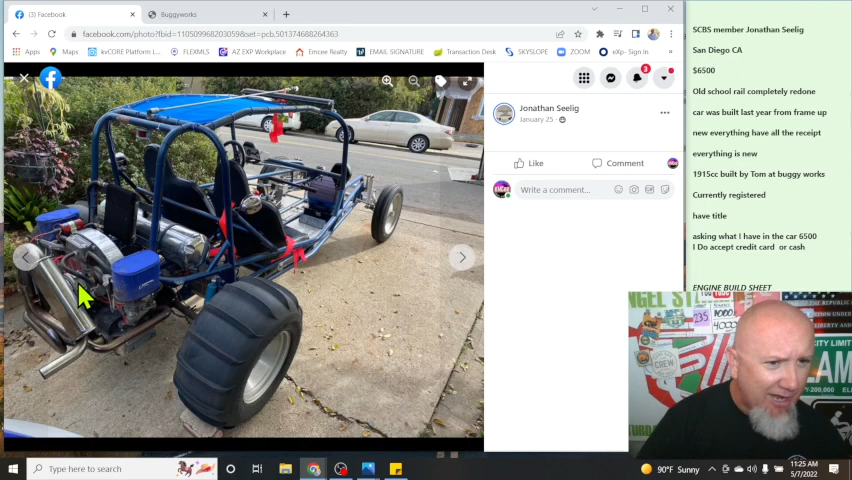 (3) Facebook
Buggyworks
facebook.com/photo?fbid=110509968203059&set=pcb.501374688264363
Apps
Maps
kvCORE Platform L...
FLEXMLS
AZ EXP Workplace
Emcee Realty
EMAIL SIGNATURE
Transaction Desk
SKYSLOPE
ZOOM
eXp- Sign In
3
Jonathan Seelig
January 25
Like
Comment
Write a comment...
SCBS member Jonathan Seelig
San Diego CA
$6500
Old school rail completely redone
car was built last year from frame up
new everything have all the receipt
everything is new
1915cc built by Tom at buggy works
Currently registered
have title
asking what I have in the car 6500
I Do accept credit card or cash
ENGINE BUILD SHEET
235
CREW
CITY LIMIT
Type here to search
90°F Sunny
11:25 AM
5/7/2022